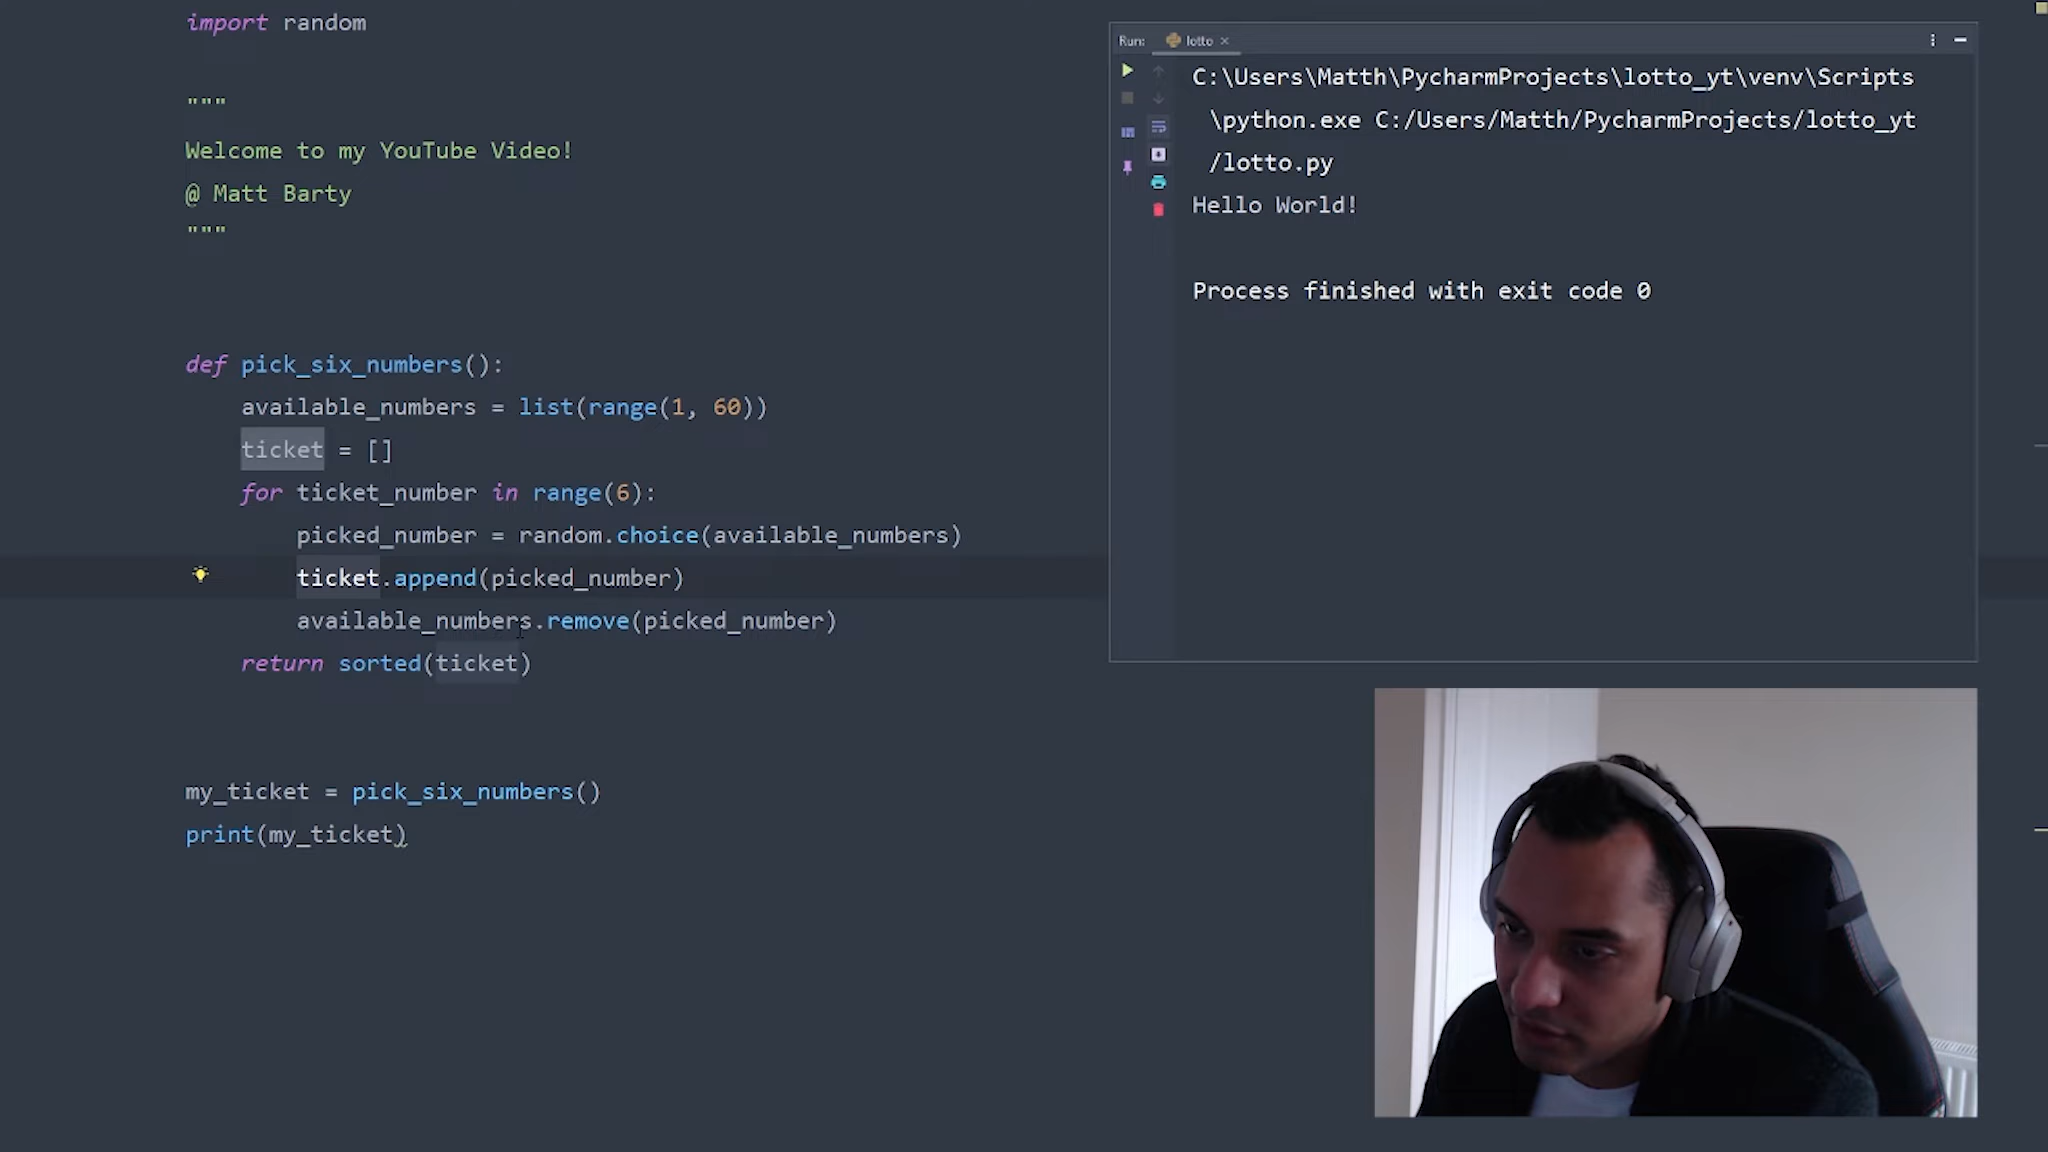 import random
"""
Welcome to my YouTube Video!
@ Matt Barty
"""
def pick_six_numbers():
available_numbers = list(range(1, 60))
ticket = []
for ticket_number in range(6):
picked_number = random.choice(available_numbers)
ticket.append(picked_number)
available_numbers.remove(picked_number)
return sorted(ticket)
my_ticket = pick_six_numbers()
print(my_ticket)
Run: lotto
C:\Users\Matth\PycharmProjects\lotto_yt\venv\Scripts
\python.exe C:/Users/Matth/PycharmProjects/lotto_yt
/lotto.py
Hello World!
Process finished with exit code 0